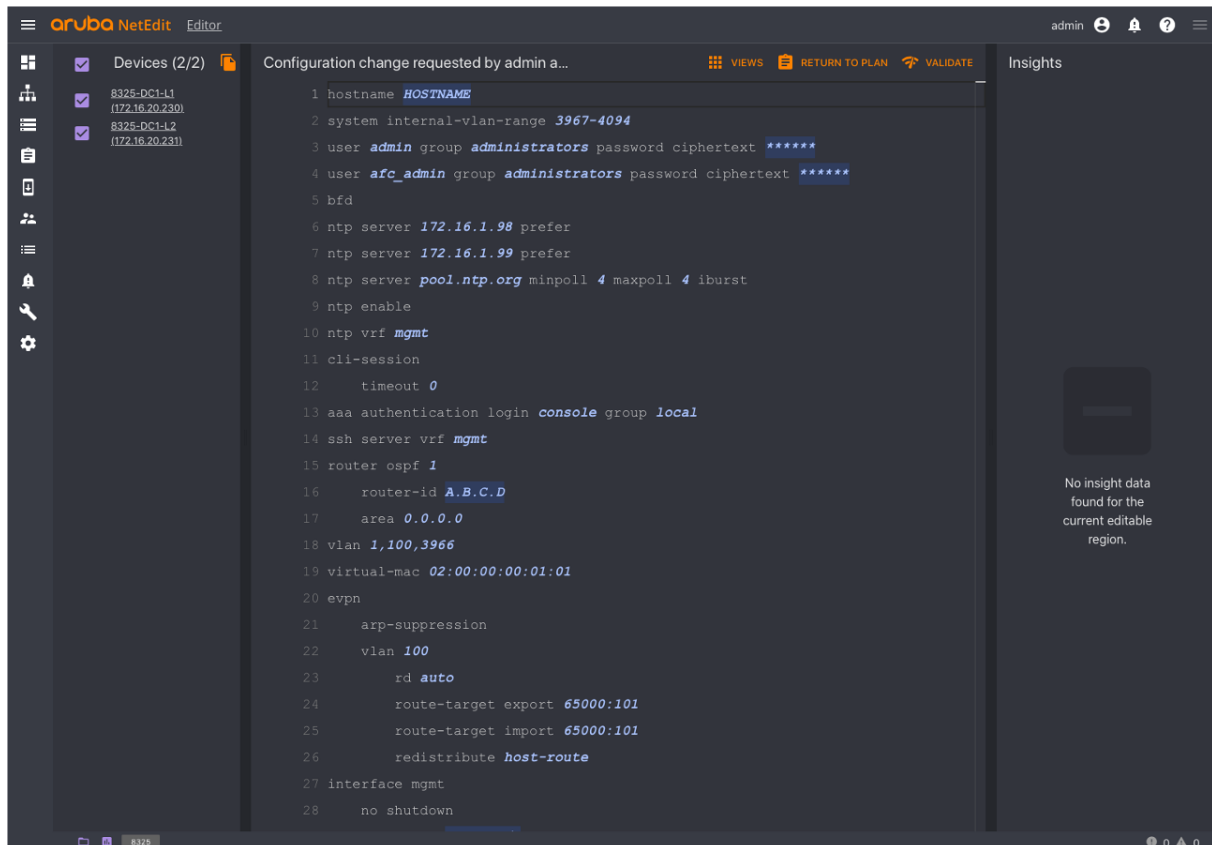 aruba NetEdit Editor
admin
Devices (2/2)
8325-DC1-L1
(172.16.20.230)
8325-DC1-L2
(172.16.20.231)
Configuration change requested by admin a...
VIEWS
RETURN TO PLAN
VALIDATE
1 hostname HOSTNAME
2 system internal-vlan-range 3967-4094
3 user admin group administrators password ciphertext ******
4 user afc_admin group administrators password ciphertext ******
5 bfd
6 ntp server 172.16.1.98 prefer
7 ntp server 172.16.1.99 prefer
8 ntp server pool.ntp.org minpoll 4 maxpoll 4 iburst
9 ntp enable
10 ntp vrf mgmt
11 cli-session
12 timeout 0
13 aaa authentication login console group local
14 ssh server vrf mgmt
15 router ospf 1
16 router-id A.B.C.D
17 area 0.0.0.0
18 vlan 1,100,3966
19 virtual-mac 02:00:00:00:01:01
20 evpn
21 arp-suppression
22 vlan 100
23 rd auto
24 route-target export 65000:101
25 route-target import 65000:101
26 redistribute host-route
27 interface mgmt
28 no shutdown
Insights
No insight data
found for the
current editable
region.
8325
0 0